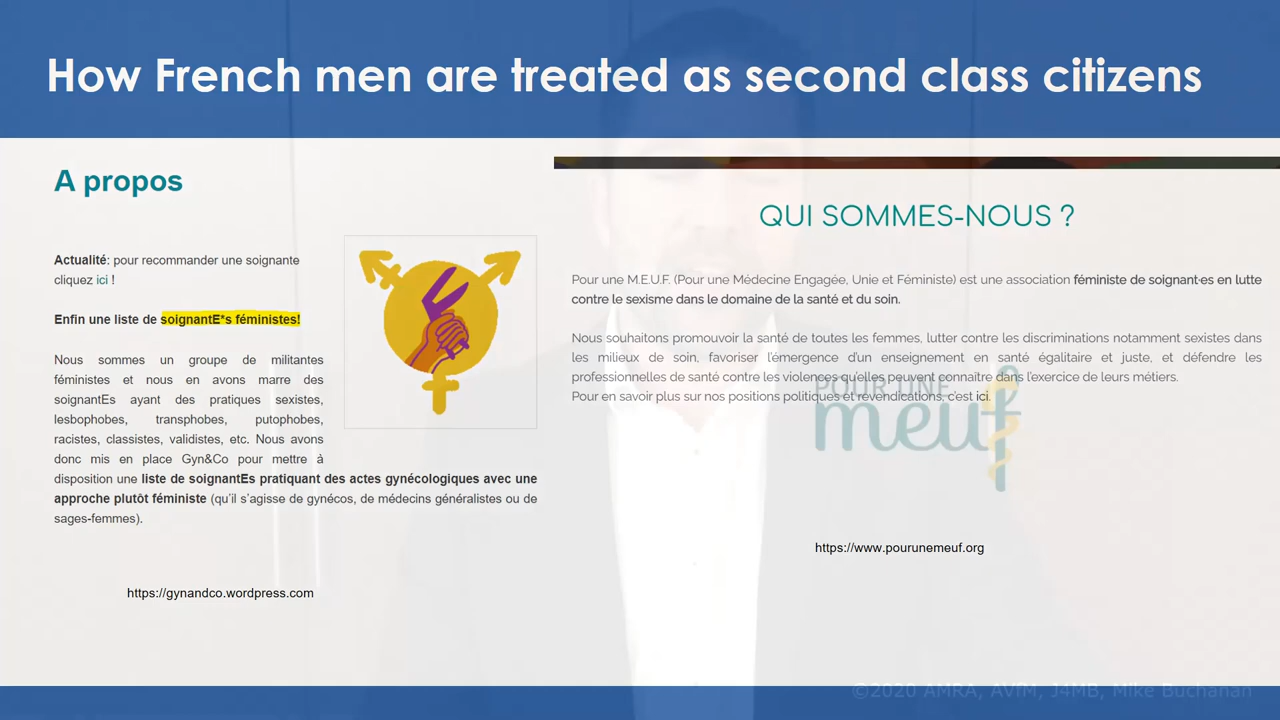 How French men are treated as second class citizens
A propos
Actualité: pour recommander une soignante
cliquez ici !
Enfin une liste de soignantE*s féministes!
Nous sommes un groupe de militantes
féministes et nous en avons marre des
soignantEs ayant des pratiques sexistes,
lesbophobes, transphobes, putophobes,
racistes, classistes, validistes, etc. Nous avons
donc mis en place Gyn&Co pour mettre à
disposition une liste de soignantEs pratiquant des actes gynécologiques avec une
approche plutôt féministe (qu'il s'agisse de gynécos, de médecins généralistes ou de
sages-femmes).
https://gynandco.wordpress.com
QUI SOMMES-NOUS ?
Pour une M.E.U.F. (Pour une Médecine Engagée, Unie et Féministe) est une association féministe de soignant·es en lutte
contre le sexisme dans le domaine de la santé et du soin.
Nous souhaitons promouvoir la santé de toutes les femmes, lutter contre les discriminations notamment sexistes dans
les milieux de soin, favoriser l'émergence d'un enseignement en santé égalitaire et juste, et défendre les
professionnelles de santé contre les violences qu'elles peuvent connaître dans l'exercice de leurs métiers.
Pour en savoir plus sur nos positions politiques et revendications, c'est ici.
POUR UNE
meuf
https://www.pourunemeuf.org
©2020 AMRA, AVfM, J4MB, Mike Buchanan